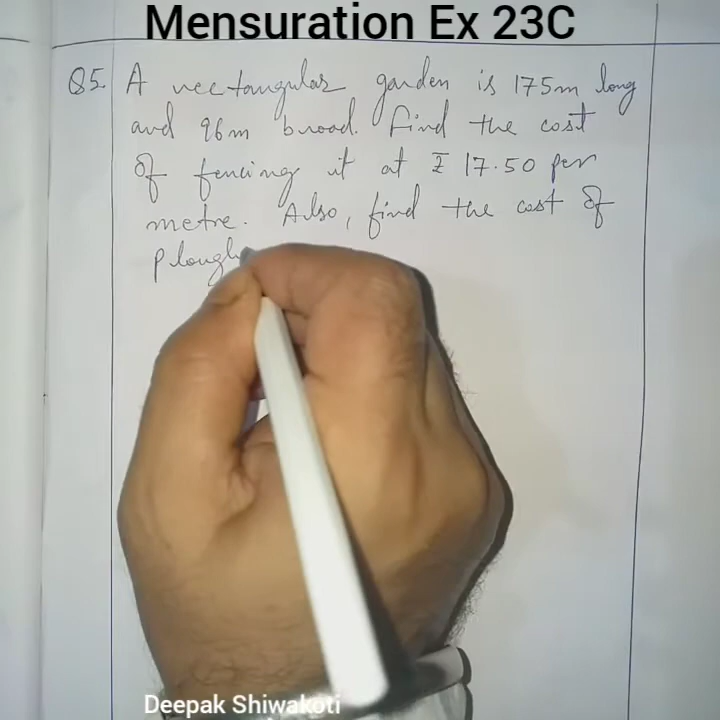 Mensuration Ex 23C
Q5. A rectangular garden is 175m long
and 96m broad. Find the cost
of fencing it at ₹ 17.50 per
metre. Also, find the cost of
Plough
Deepak Shiwakoti